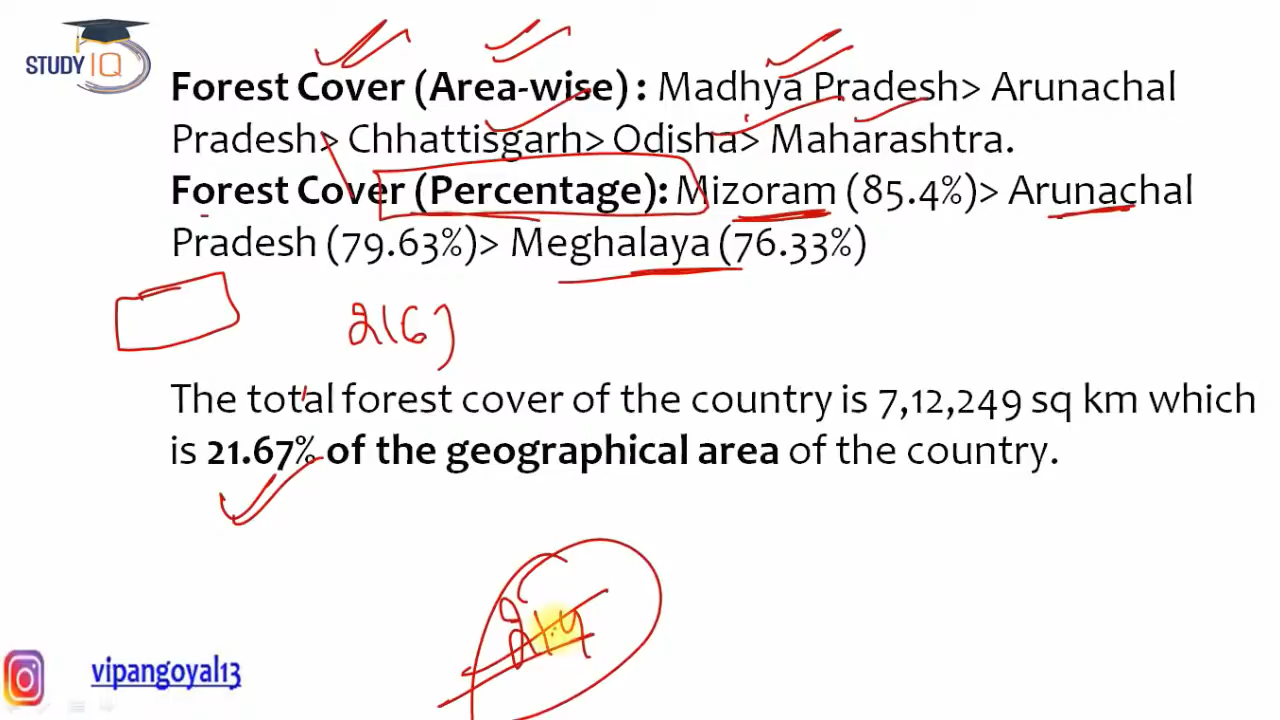 STUDY IQ
Forest Cover (Area-wise) : Madhya Pradesh> Arunachal
Pradesh> Chhattisgarh> Odisha> Maharashtra.
Forest Cover (Percentage): Mizoram (85.4%)> Arunachal
Pradesh (79.63%)> Meghalaya (76.33%)
The total forest cover of the country is 7,12,249 sq km which
is 21.67% of the geographical area of the country.
vipangoyal13